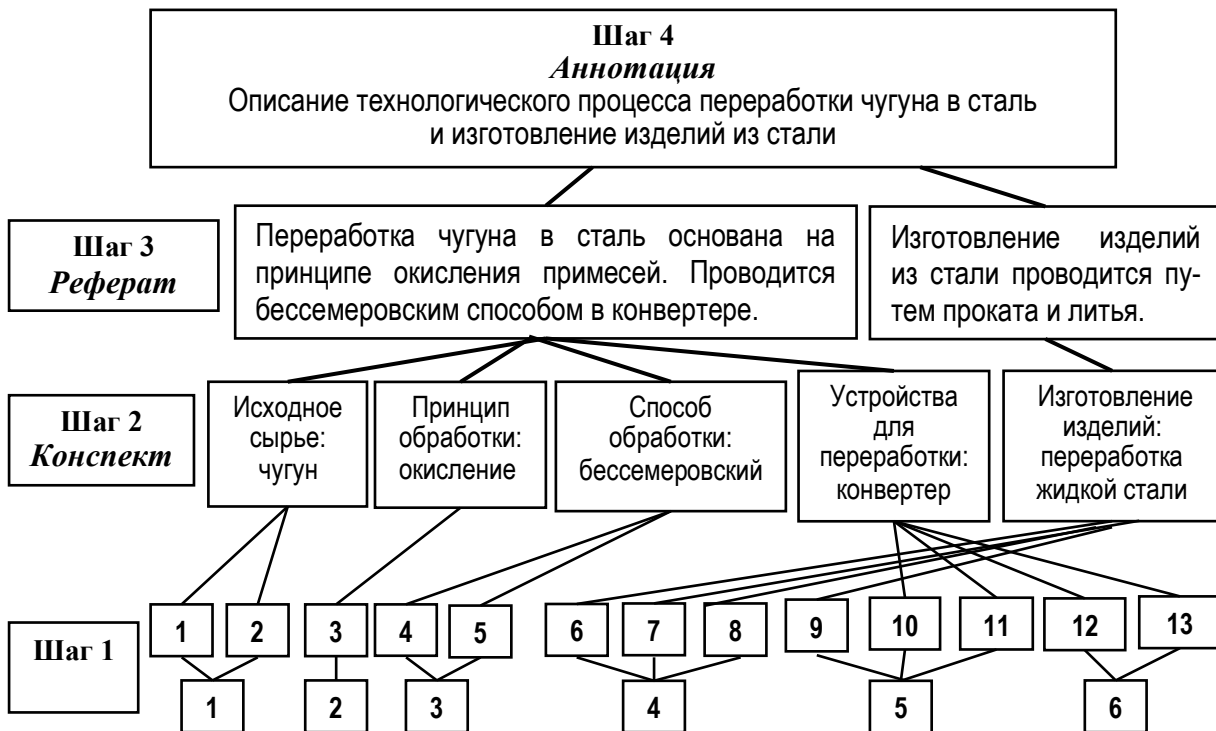 Шаг 4
Аннотация
Описание технологического процесса переработки чугуна в сталь
и изготовление изделий из стали
Шаг 3
Реферат
Переработка чугуна в сталь основана на
принципе окисления примесей. Проводится
бессемеровским способом в конвертере.
Изготовление изделий
из стали проводится пу-
тем проката и литья.
Шаг 2
Конспект
Исходное
сырье:
чугун
Принцип
обработки:
окисление
Способ
обработки:
бессемеровский
Устройства
для
переработки:
конвертер
Изготовление
изделий:
переработка
жидкой стали
Шаг 1
1 2 3 4 5 6 7 8 9 10 11 12 13
1 2 3 4 5 6